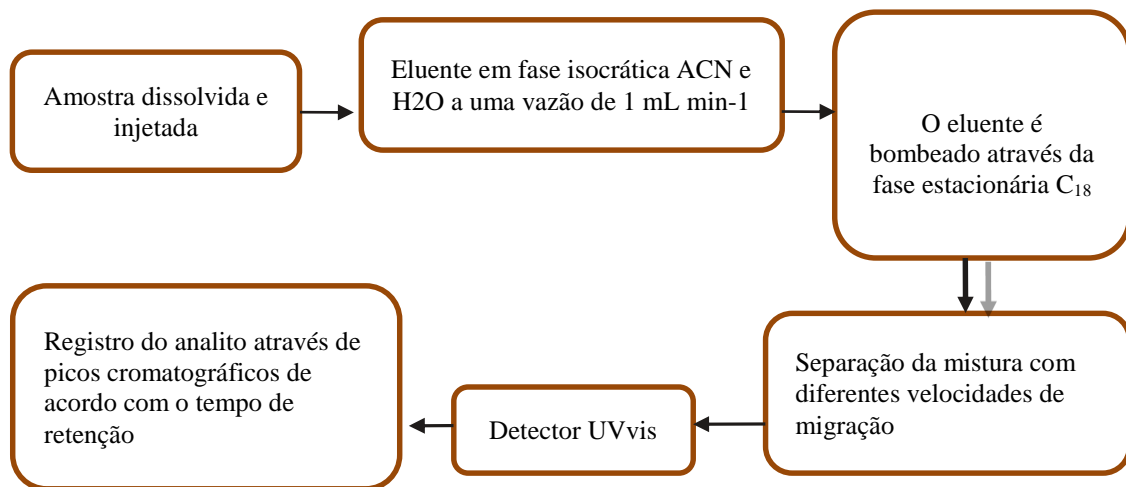 Amostra dissolvida e
injetada
Eluente em fase isocrática ACN e
H2O a uma vazão de 1 mL min-1
O eluente é
bombeado através da
fase estacionária C₁₈
Separação da mistura com
diferentes velocidades de
migração
Detector UVvis
Registro do analito através de
picos cromatográficos de
acordo com o tempo de
retenção